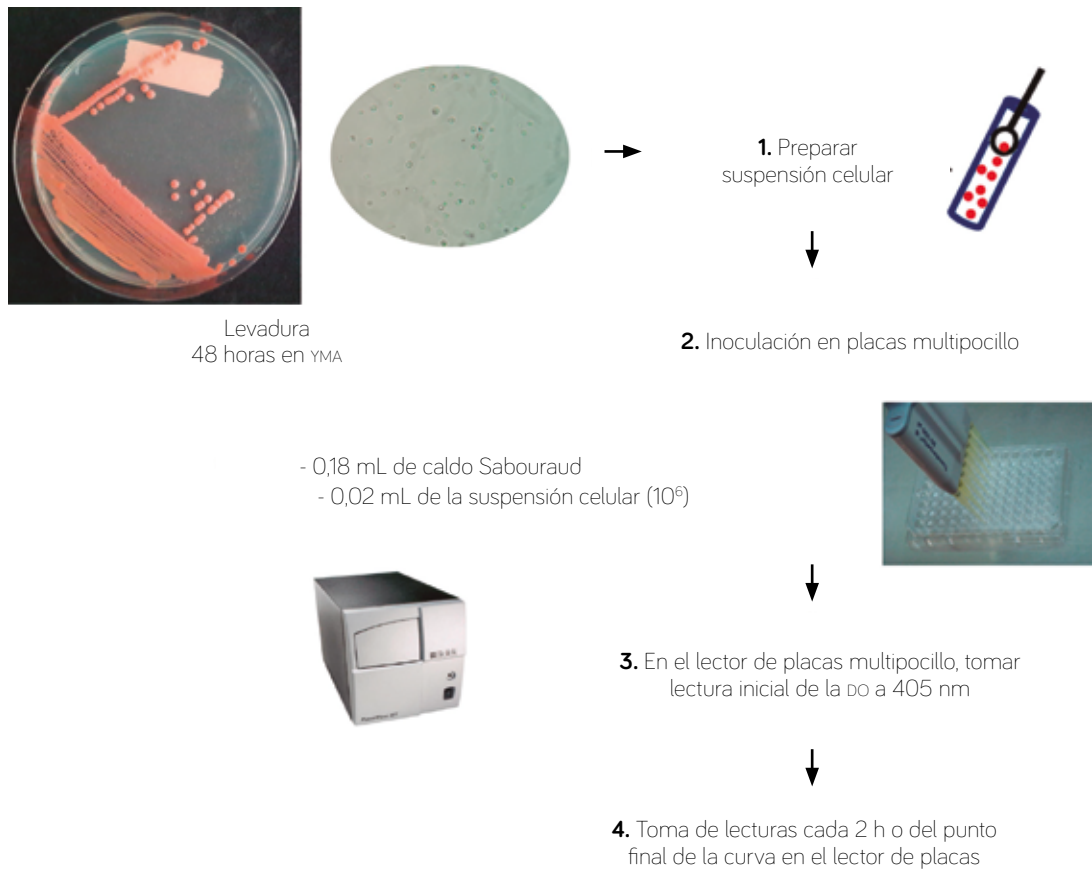 1. Preparar
suspensión celular
Levadura
48 horas en YMA
2. Inoculación en placas multipocillo
- 0,18 mL de caldo Sabouraud
- 0,02 mL de la suspensión celular (10⁶)
3. En el lector de placas multipocillo, tomar
lectura inicial de la DO a 405 nm
4. Toma de lecturas cada 2 h o del punto
final de la curva en el lector de placas